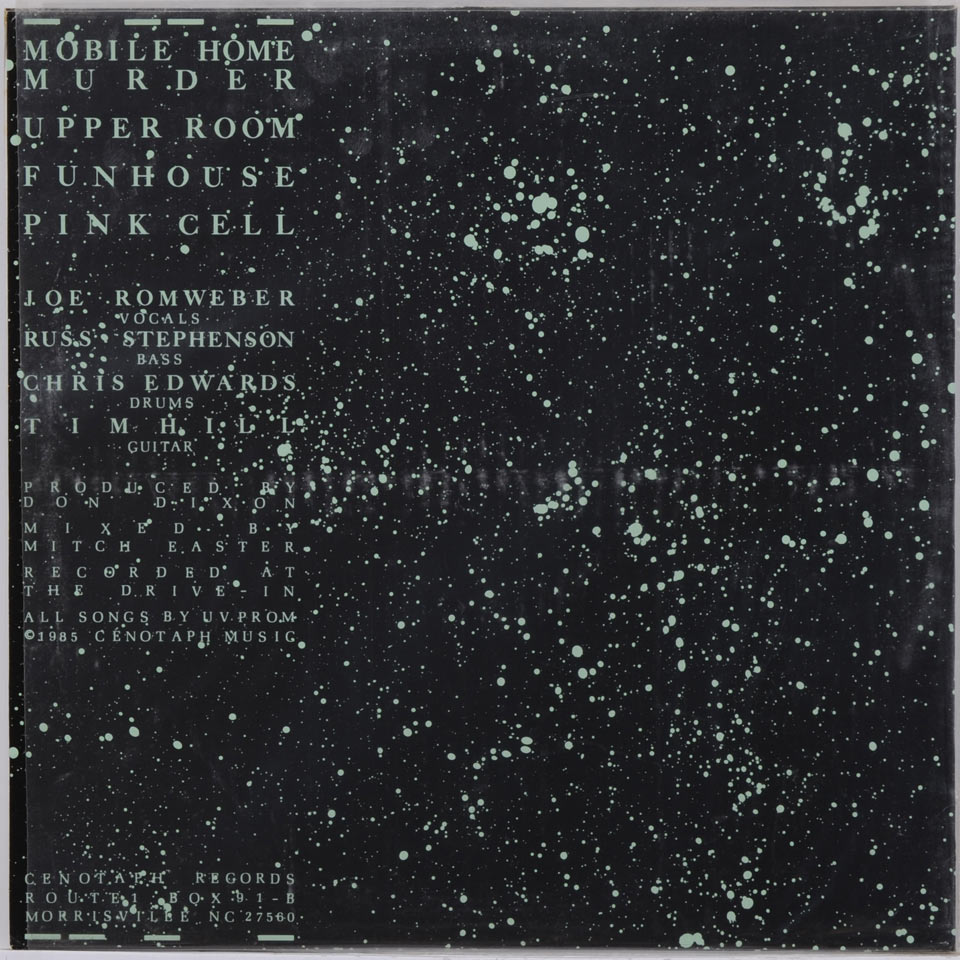 MOBILE HOME
MURDER
UPPER ROOM
FUNHOUSE
PINK CELL
JOE ROMWEBER
VOCALS
RUSS STEPHENSON
BASS
CHRIS EDWARDS
DRUMS
TIM HILL
GUITAR
PRODUCED BY
DON DIXON
MIXED BY
MITCH EASTER
RECORDED AT
THE DRIVE-IN
ALL SONGS BY UV PROM
©1985 CENOTAPH MUSIC
CENOTAPH RECORDS
ROUTE 1 BOX 91-B
MORRISVILLE NC 27560